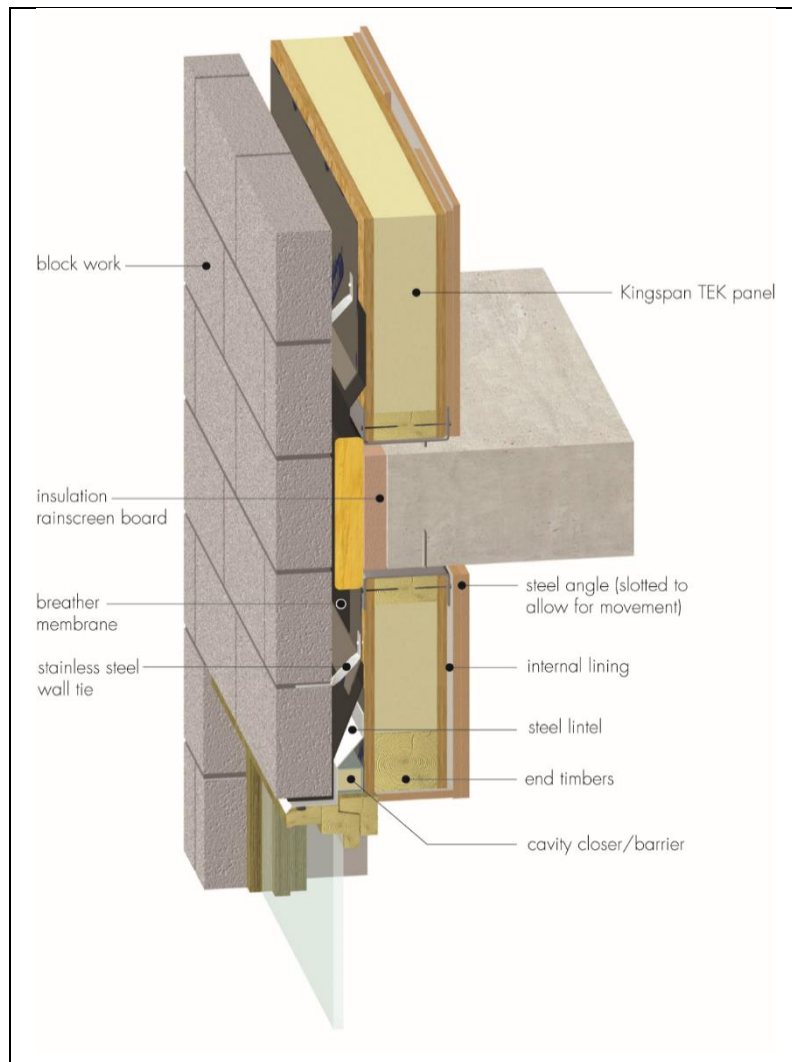 block work
Kingspan TEK panel
insulation
rainscreen board
breather
membrane
steel angle (slotted to
allow for movement)
stainless steel
wall tie
internal lining
steel lintel
end timbers
cavity closer/barrier